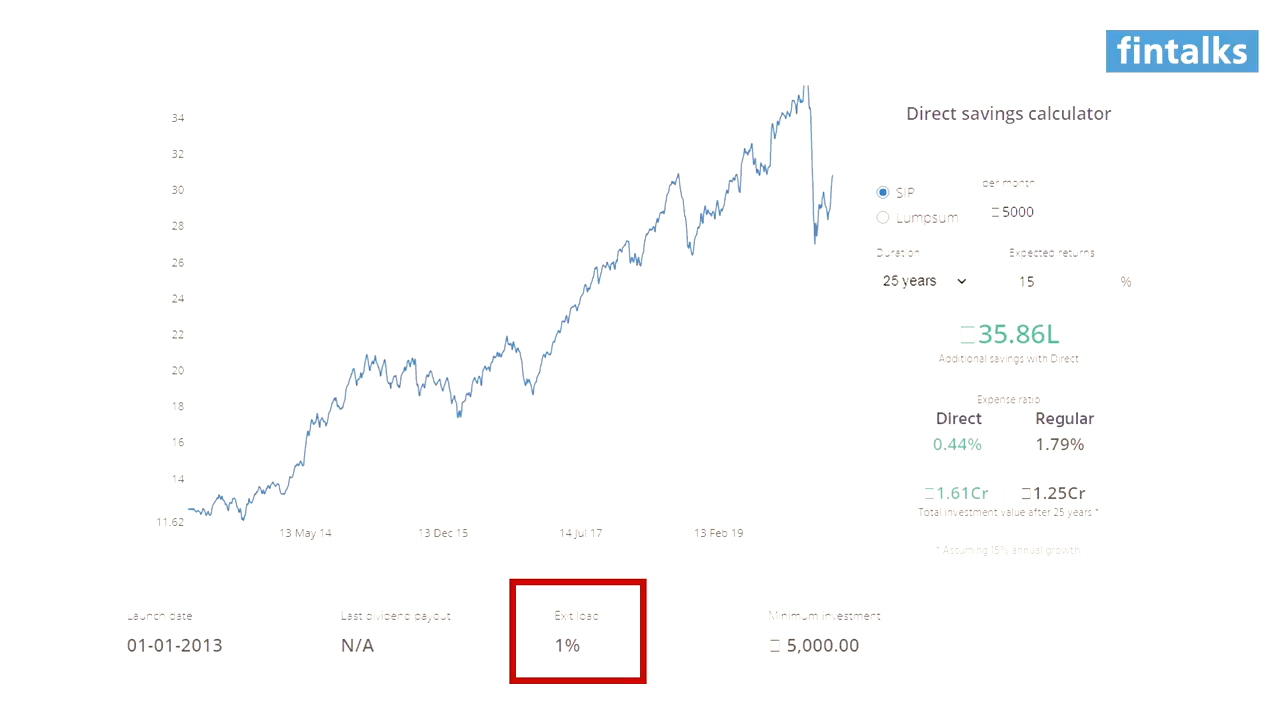 fintalks
Direct savings calculator
34
32
30
28
26
24
22
20
18
16
14
11.62
13 May 14
13 Dec 15
14 Jul 17
13 Feb 19
SIP
Lumpsum
per month
5000
Duration
Expected returns
25 years
15 %
35.86L
Additional savings with Direct
Expense ratio
Direct Regular
0.44% 1.79%
1.61Cr 1.25Cr
Total investment value after 25 years *
* Assuming 15% annual growth
Launch date Last dividend payout Exit load Minimum investment
01-01-2013 N/A 1% 5,000.00